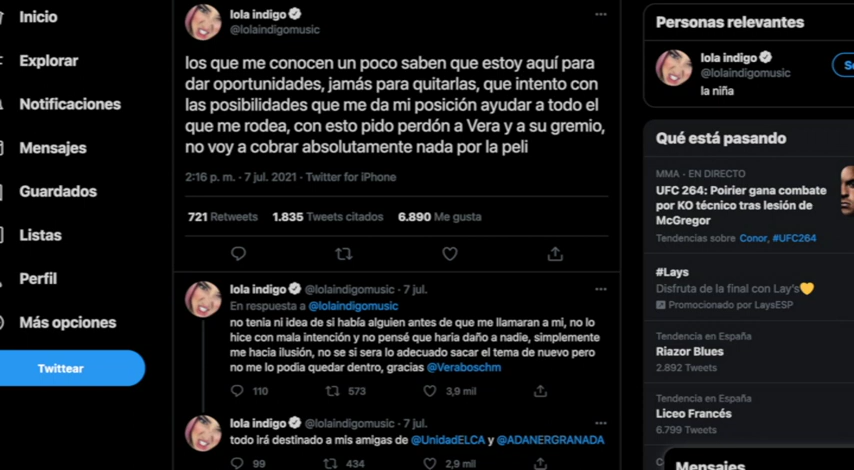 Inicio
Explorar
Notificaciones
Mensajes
Guardados
Listas
Perfil
Más opciones
Twittear
lola indigo
@lolaindigomusic
los que me conocen un poco saben que estoy aquí para
dar oportunidades, jamás para quitarlas, que intento con
las posibilidades que me da mi posición ayudar a todo el
que me rodea, con esto pido perdón a Vera y a su gremio,
no voy a cobrar absolutamente nada por la peli
2:16 p. m. · 7 jul. 2021 · Twitter for iPhone
721 Retweets 1.835 Tweets citados 6.890 Me gusta
lola indigo @lolaindigomusic · 7 jul.
En respuesta a @lolaindigomusic
no tenia ni idea de si había alguien antes de que me llamaran a mi, no lo
hice con mala intención y no pensé que haria daño a nadie, simplemente
me hacia ilusión, no se si sera lo adecuado sacar el tema de nuevo pero
no me lo podia quedar dentro, gracias @Veraboschm
110 573 3,9 mil
lola indigo @lolaindigomusic · 7 jul.
todo irá destinado a mis amigas de @UnidadELCA y @ADANERGRANADA
99 434 2,9 mil
Personas relevantes
lola indigo
@lolaindigomusic
la niña
Qué está pasando
MMA · EN DIRECTO
UFC 264: Poirier gana combate
por KO técnico tras lesión de
McGregor
Tendencias sobre Conor, #UFC264
#Lays
Disfruta de la final con Lay's💛
Promocionado por LaysESP
Tendencia en España
Riazor Blues
2.892 Tweets
Tendencia en España
Liceo Francés
6.799 Tweets
Mensajes